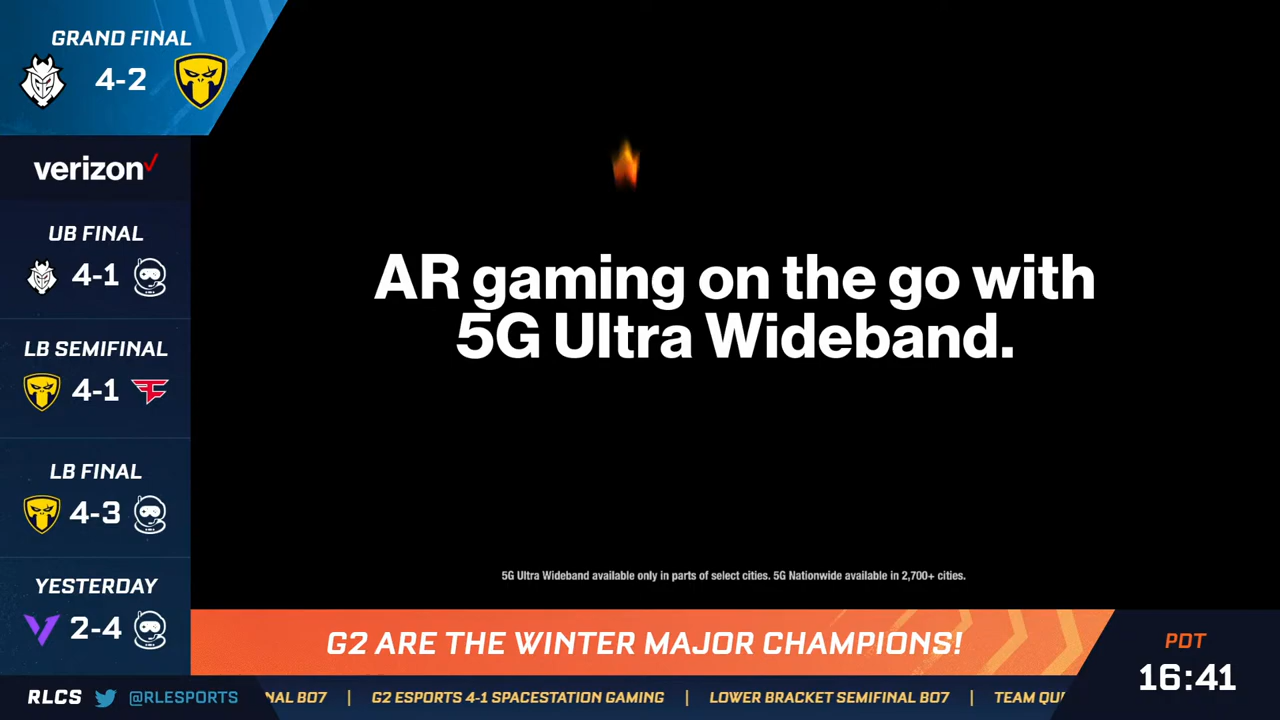 GRAND FINAL
4-2
verizon
UB FINAL
4-1
LB SEMIFINAL
4-1
LB FINAL
4-3
YESTERDAY
2-4
AR gaming on the go with
5G Ultra Wideband.
5G Ultra Wideband available only in parts of select cities. 5G Nationwide available in 2,700+ cities.
G2 ARE THE WINTER MAJOR CHAMPIONS!
PDT
16:41
RLCS @RLESPORTS
NAL BO7 | G2 ESPORTS 4-1 SPACESTATION GAMING | LOWER BRACKET SEMIFINAL BO7 | TEAM QU